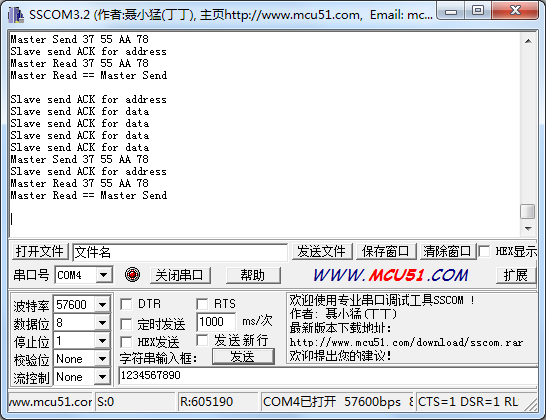 SSCOM3.2 (作者:聂小猛(丁丁), 主页http://www.mcu51.com, Email: mc...
Master Send 37 55 AA 78
Slave send ACK for address
Master Read 37 55 AA 78
Master Read == Master Send
Slave send ACK for address
Slave send ACK for data
Slave send ACK for data
Slave send ACK for data
Slave send ACK for data
Master Send 37 55 AA 78
Slave send ACK for address
Master Read 37 55 AA 78
Master Read == Master Send
打开文件 文件名 发送文件 保存窗口 清除窗口 HEX显示
串口号 COM4 关闭串口 帮助 WWW.MCU51.COM 扩展
波特率 57600 DTR RTS
数据位 8 定时发送 1000 ms/次
停止位 1 HEX发送 发送新行
校验位 None 字符串输入框: 发送
流控制 None 1234567890
欢迎使用专业串口调试工具SSCOM !
作者: 聂小猛(丁丁)
最新版本下载地址:
http://www.mcu51.com/download/sscom.rar
欢迎提出您的建议!
www.mcu51.cor S:0 R:605190 COM4已打开 57600bps 8 CTS=1 DSR=1 RL